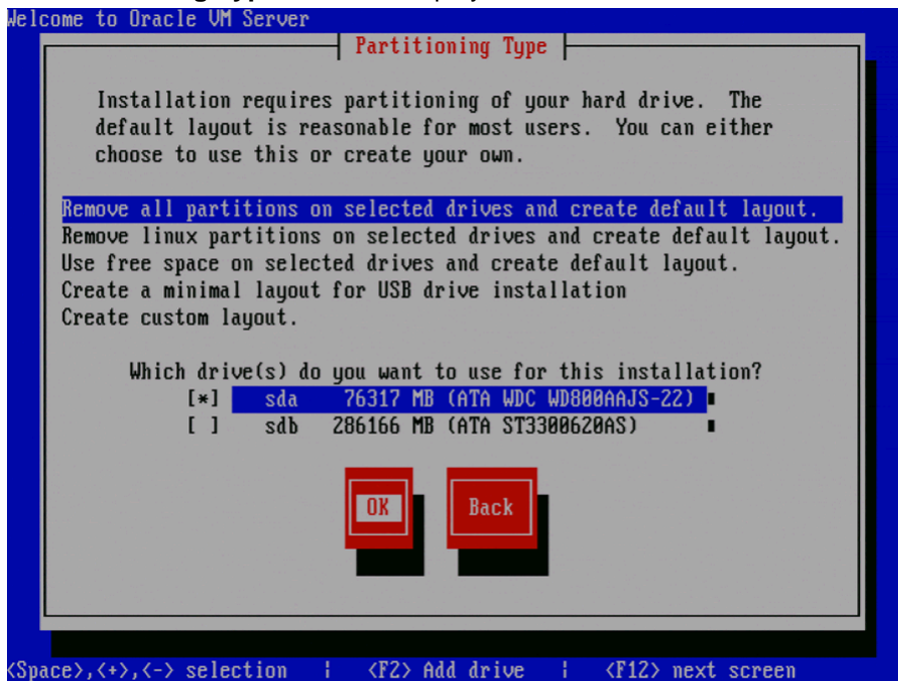 Welcome to Oracle VM Server
Partitioning Type
Installation requires partitioning of your hard drive. The
default layout is reasonable for most users. You can either
choose to use this or create your own.
Remove all partitions on selected drives and create default layout.
Remove linux partitions on selected drives and create default layout.
Use free space on selected drives and create default layout.
Create a minimal layout for USB drive installation
Create custom layout.
Which drive(s) do you want to use for this installation?
[*] sda 76317 MB (ATA WDC WD800AAJS-22)
[ ] sdb 286166 MB (ATA ST3300620AS)
OK Back
<Space>,<+>,<-> selection | <F2> Add drive | <F12> next screen